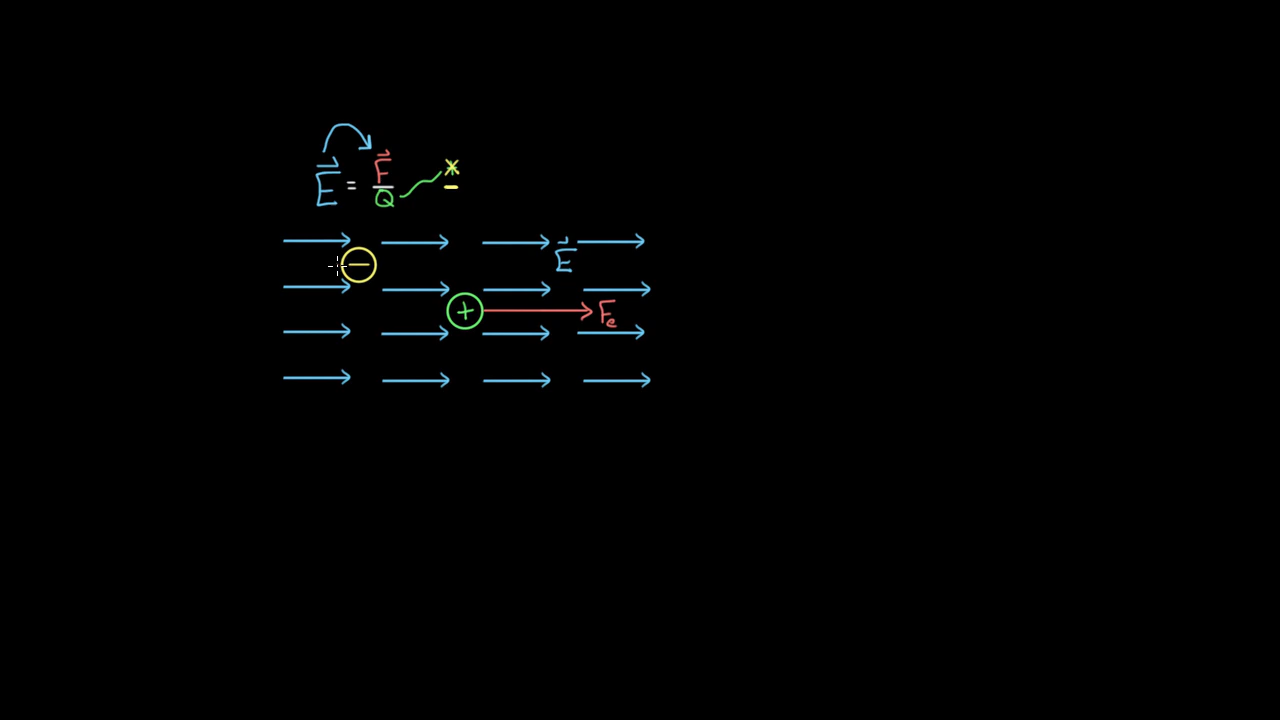 E⃗ = F⃗ / Q
+
−
−
E⃗
+
Fₑ